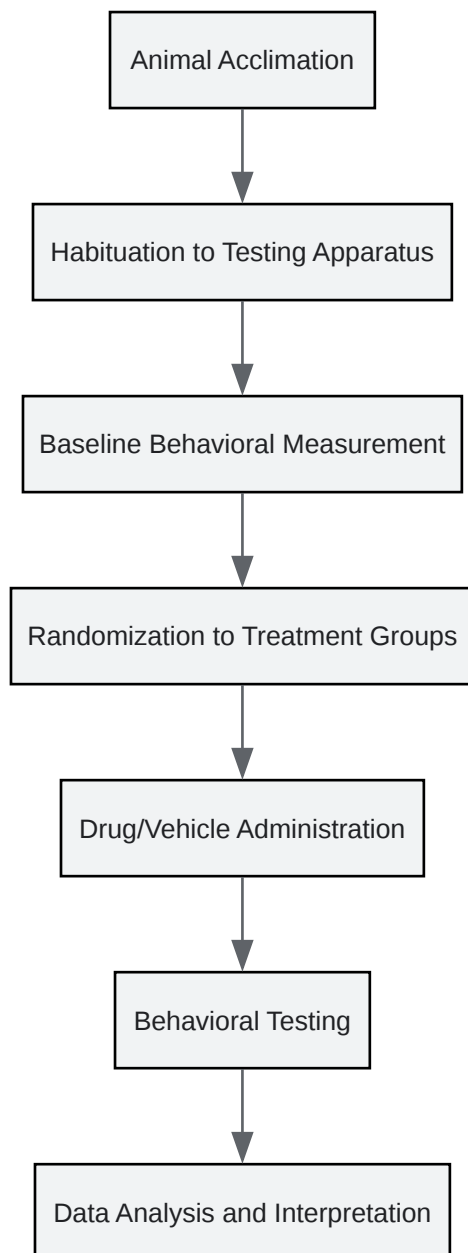 Animal Acclimation
Habituation to Testing Apparatus
Baseline Behavioral Measurement
Randomization to Treatment Groups
Drug/Vehicle Administration
Behavioral Testing
Data Analysis and Interpretation